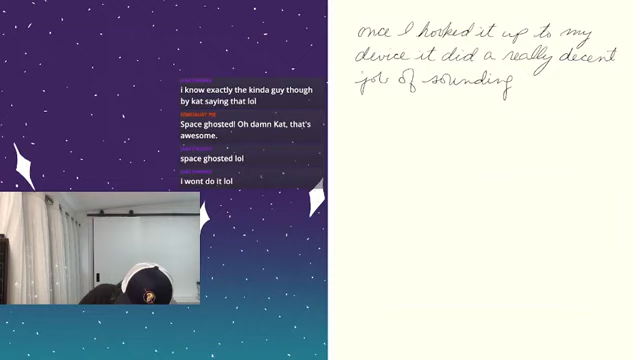 i know exactly the kinda guy though
by kat saying that lol
Space ghosted! Oh damn Kat, that's
awesome.
space ghosted lol
i wont do it lol
once I hooked it up to my
device it did a really decent
job of sounding